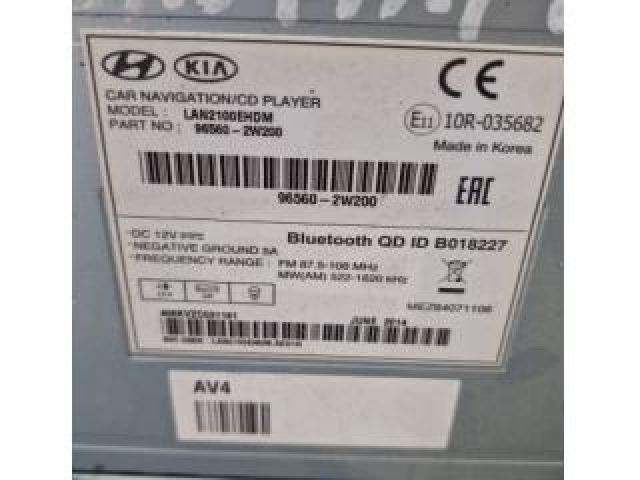 KIA
CE
CAR NAVIGATION/CD PLAYER
MODEL : LAN2100EHDM
PART NO : 96560-2W200
E11 10R-035682
Made in Korea
96560-2W200
EAC
DC 12V
NEGATIVE GROUND 5A
FREQUENCY RANGE : FM 87.5-108 MHz
MW(AM) 522-1620 kHz
Bluetooth QD ID B018227
MEZ64071106
JUNE 2014
AV4